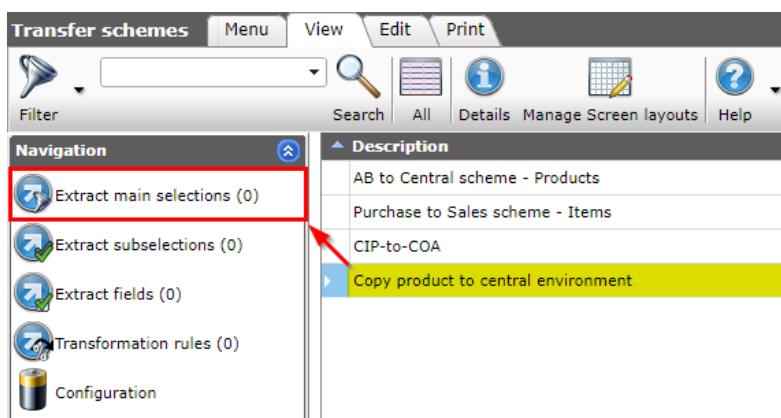 Transfer schemes Menu View Edit Print
Filter Search All Details Manage Screen layouts Help
Navigation
Extract main selections (0)
Extract subselections (0)
Extract fields (0)
Transformation rules (0)
Configuration
Description
AB to Central scheme - Products
Purchase to Sales scheme - Items
CIP-to-COA
Copy product to central environment